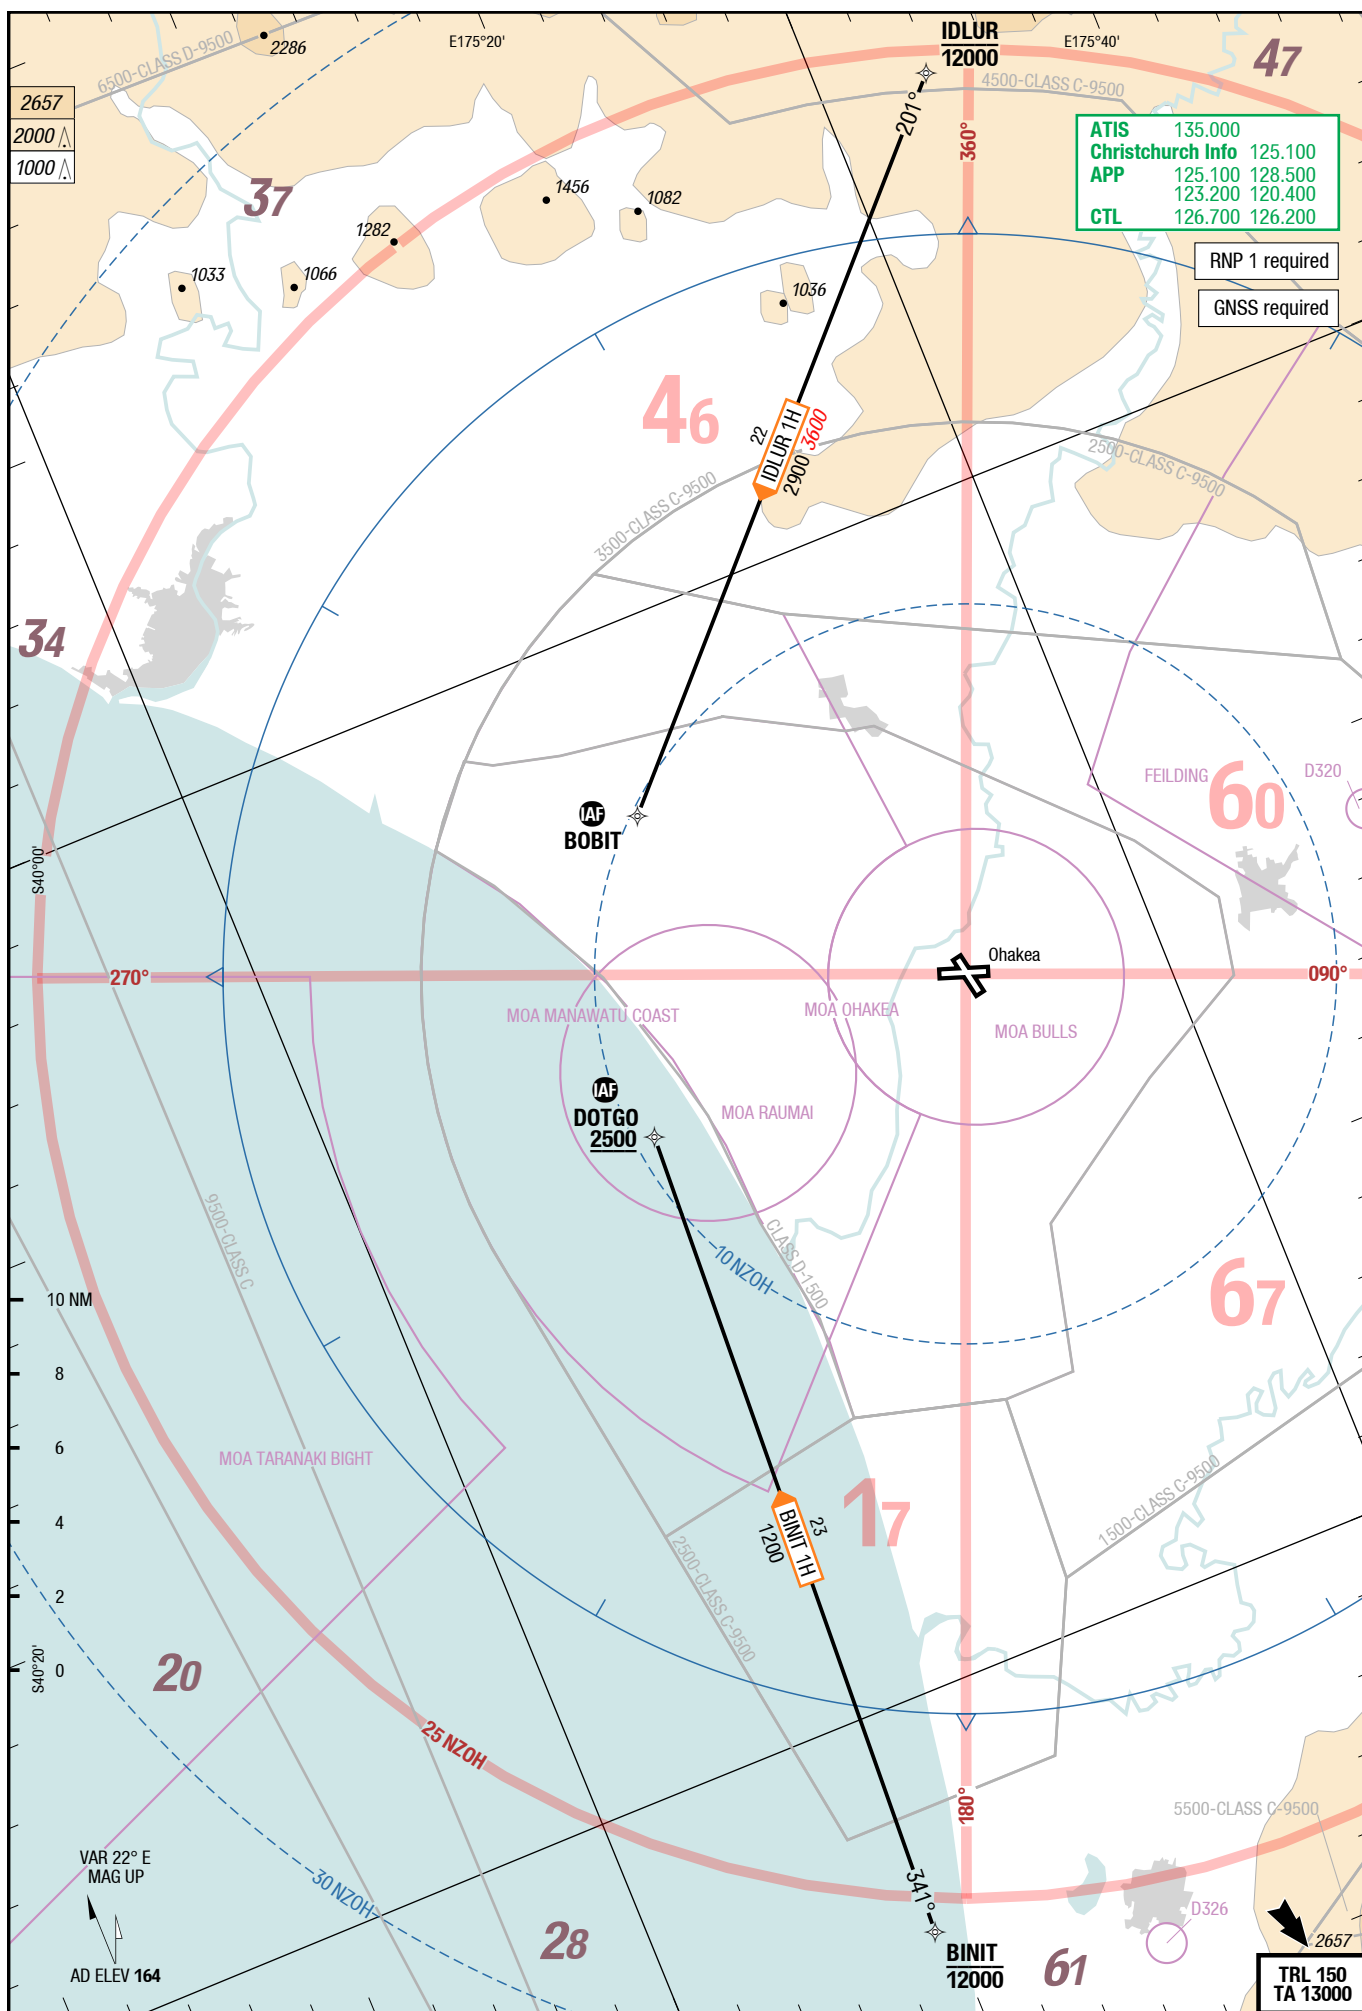 IDLUR
12000
E175°20'
E175°40'
2286
6500-CLASS D-9500
47
4500-CLASS C-9500
2657
2000
1000
201°
360°
ATIS 135.000
Christchurch Info 125.100
APP 125.100 128.500
123.200 120.400
CTL 126.700 126.200
37
1456
1082
1282
1033
1066
1036
RNP 1 required
GNSS required
46
22
IDLUR 1H
2900 3600
3500-CLASS C-9500
2500-CLASS C-9500
34
FEILDING
D320
60
IAF
BOBIT
S40°00'
Ohakea
270°
090°
MOA MANAWATU COAST
MOA OHAKEA
MOA BULLS
IAF
DOTGO
2500
MOA RAUMAI
9500-CLASS C
10 NZOH
CLASS D-1500
67
10 NM
8
6
4
2
0
MOA TARANAKI BIGHT
17
23
BINIT 1H
1200
1500-CLASS C-9500
2500-CLASS C-9500
S40°20'
20
25 NZOH
180°
5500-CLASS C-9500
VAR 22° E
MAG UP
30 NZOH
341°
D326
28
AD ELEV 164
BINIT
12000
61
2657
TRL 150
TA 13000